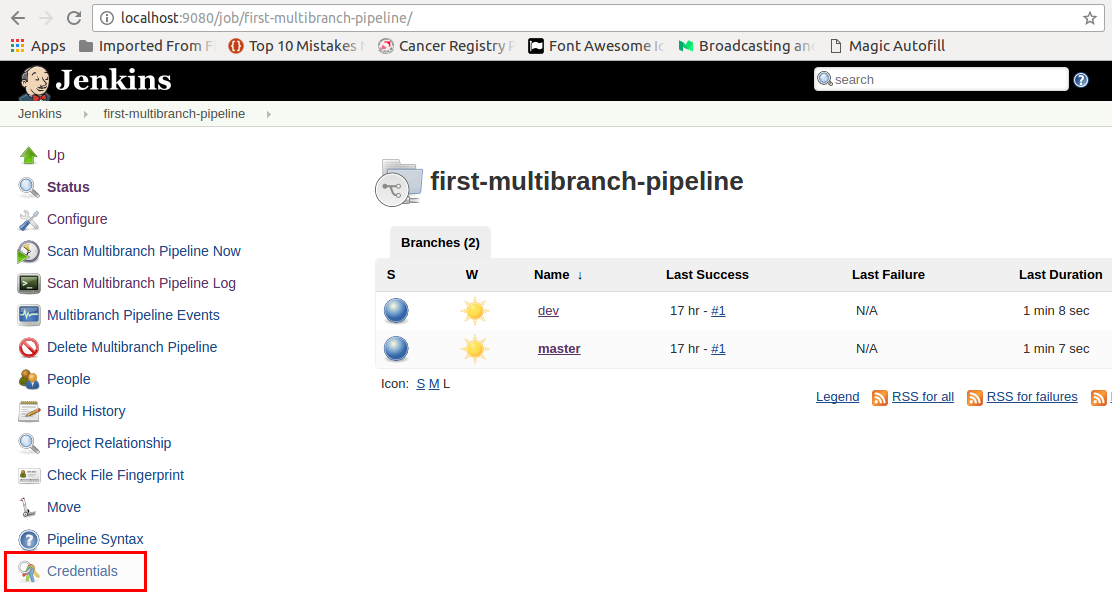 localhost:9080/job/first-multibranch-pipeline/
Apps Imported From F Top 10 Mistakes Cancer Registry Font Awesome Broadcasting an Magic Autofill
Jenkins search
Jenkins first-multibranch-pipeline
Up
Status
Configure
Scan Multibranch Pipeline Now
Scan Multibranch Pipeline Log
Multibranch Pipeline Events
Delete Multibranch Pipeline
People
Build History
Project Relationship
Check File Fingerprint
Move
Pipeline Syntax
Credentials
first-multibranch-pipeline
Branches (2)
S W Name ↓ Last Success Last Failure Last Duration
dev 17 hr - #1 N/A 1 min 8 sec
master 17 hr - #1 N/A 1 min 7 sec
Icon: S M L
Legend RSS for all RSS for failures